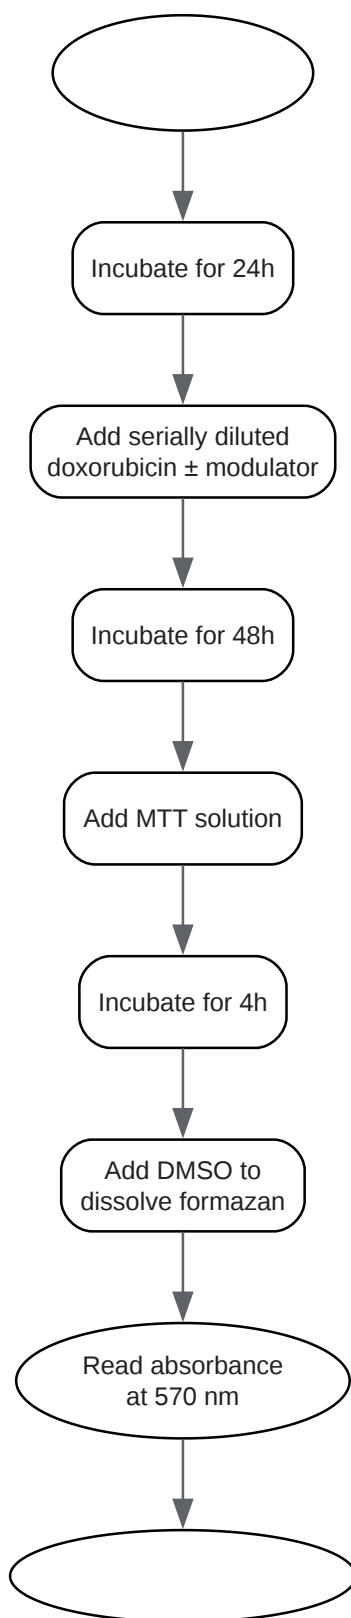 Incubate for 24h
Add serially diluted
doxorubicin ± modulator
Incubate for 48h
Add MTT solution
Incubate for 4h
Add DMSO to
dissolve formazan
Read absorbance
at 570 nm